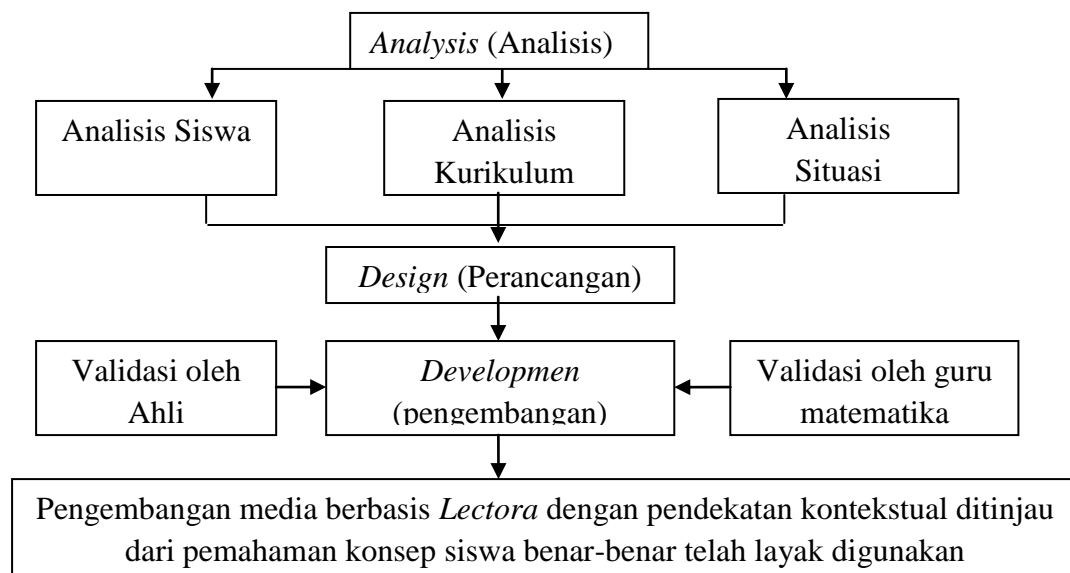 Analysis (Analisis)
Analisis Siswa
Analisis
Kurikulum
Analisis
Situasi
Design (Perancangan)
Validasi oleh
Ahli
Developmen
(pengembangan)
Validasi oleh guru
matematika
Pengembangan media berbasis Lectora dengan pendekatan kontekstual ditinjau
dari pemahaman konsep siswa benar-benar telah layak digunakan